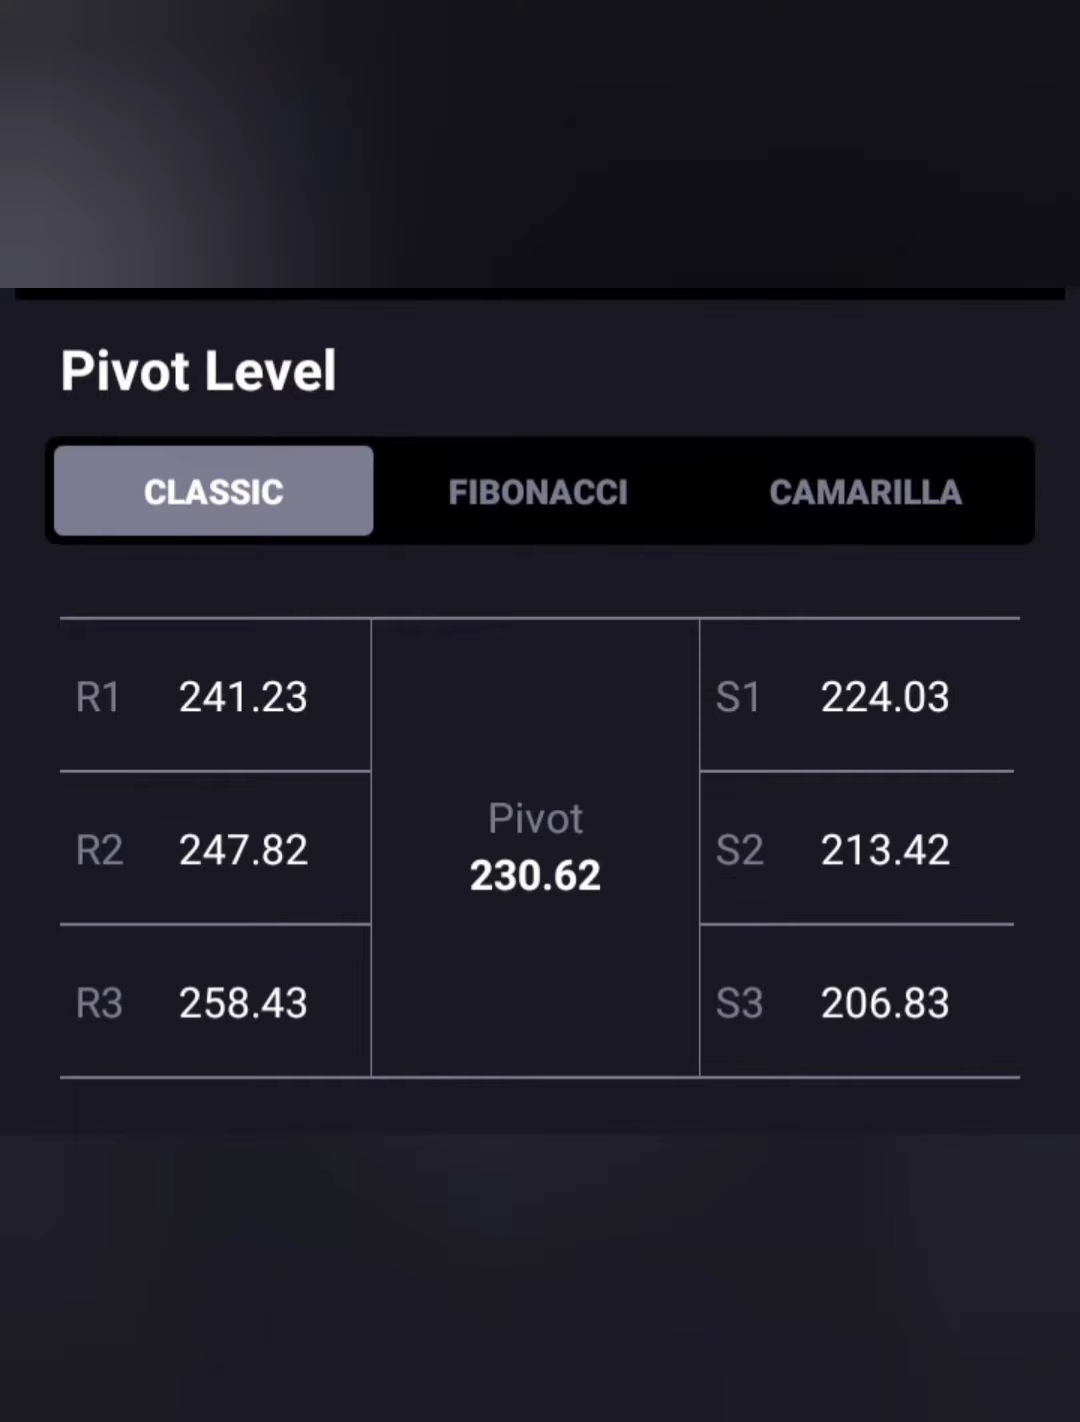 Pivot Level
CLASSIC FIBONACCI CAMARILLA
R1 241.23
R2 247.82
R3 258.43
Pivot
230.62
S1 224.03
S2 213.42
S3 206.83